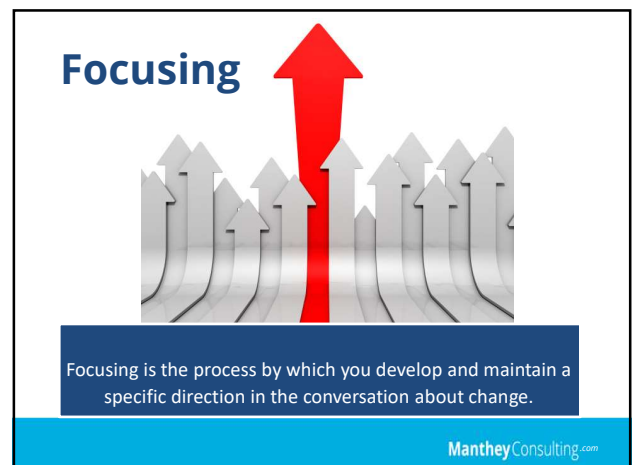 Focusing
Focusing is the process by which you develop and maintain a
specific direction in the conversation about change.
MantheyConsulting.com